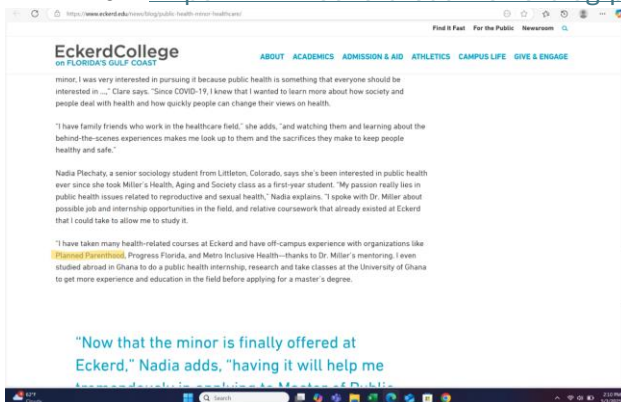 https://www.eckerd.edu/news/blog/public-health-minor-healthcare/
Find It Fast For the Public Newsroom
EckerdCollege
on FLORIDA'S GULF COAST
ABOUT ACADEMICS ADMISSION & AID ATHLETICS CAMPUS LIFE GIVE & ENGAGE
minor, I was very interested in pursuing it because public health is something that everyone should be
interested in ...," Clare says. "Since COVID-19, I knew that I wanted to learn more about how society and
people deal with health and how quickly people can change their views on health.
"I have family friends who work in the healthcare field," she adds, "and watching them and learning about the
behind-the-scenes experiences makes me look up to them and the sacrifices they make to keep people
healthy and safe."
Nadia Plechaty, a senior sociology student from Littleton, Colorado, says she's been interested in public health
ever since she took Miller's Health, Aging and Society class as a first-year student. "My passion really lies in
public health issues related to reproductive and sexual health," Nadia explains. "I spoke with Dr. Miller about
possible job and internship opportunities in the field, and relative coursework that already existed at Eckerd
that I could take to allow me to study it.
"I have taken many health-related courses at Eckerd and have off-campus experience with organizations like
Planned Parenthood, Progress Florida, and Metro Inclusive Health—thanks to Dr. Miller's mentoring. I even
studied abroad in Ghana to do a public health internship, research and take classes at the University of Ghana
to get more experience and education in the field before applying for a master's degree.
"Now that the minor is finally offered at
Eckerd," Nadia adds, "having it will help me
tremendously in applying to Master of Public
Search
2:10 PM